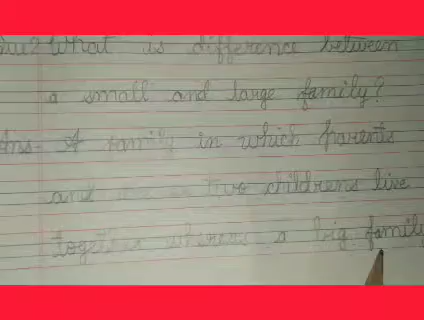 Que2 What is difference between
a small and large family?
Ans- A family in which parents
and two childrens live
together whereas a big family